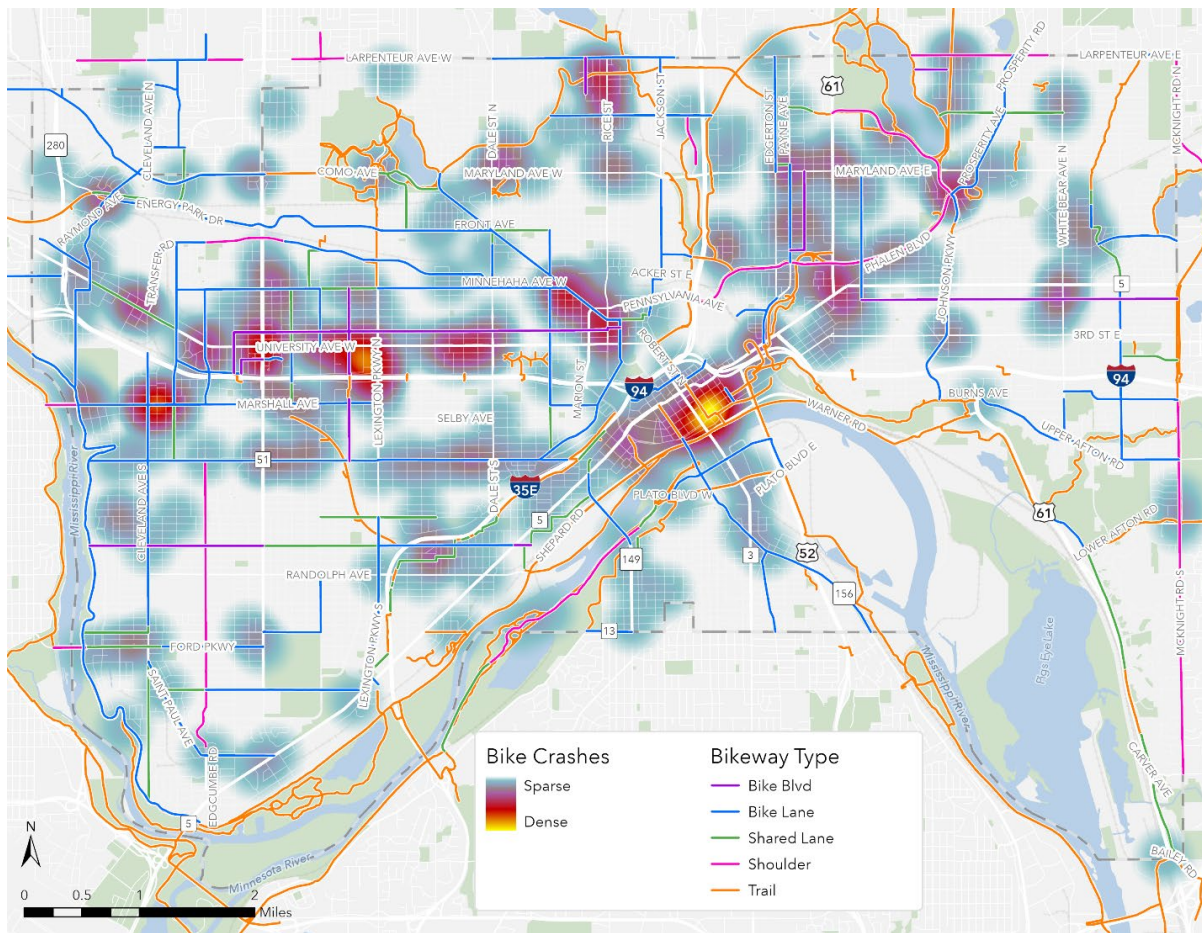 LARPENTEUR AVE W
LARPENTEUR AVE E
PROSPERITY RD
MCKNIGHT RD N
280
CLEVELAND AVE N
DALE ST N
RICE ST
JACKSON ST
EDGERTON ST
PAYNE AVE
61
COMO AVE
MARYLAND AVE W
MARYLAND AVE E
PROSPERITY AVE
WHITE BEAR AVE N
RAYMOND AVE
ENERGY PARK DR
FRONT AVE
TRANSFER RD
MINNEHAHA AVE W
ACKER ST E
PHALEN BLVD
JOHNSON PKWY
5
PENNSYLVANIA AVE
3RD ST E
UNIVERSITY AVE W
LEXINGTON PKWY N
ROBERT ST N
MARION ST
94
94
MARSHALL AVE
SELBY AVE
BURNS AVE
WARNER RD
UPPER AFTON RD
Mississippi River
51
DALE ST S
35E
PLATO BLVD E
PLATO BLVD W
CLEVELAND AVE S
5
SHEPARD RD
61
LOWER AFTON RD
149
3
52
RANDOLPH AVE
156
MCKNIGHT RD S
LEXINGTON PKWY S
13
FORD PKWY
Pigs Eye Lake
SAINT PAUL AVE
Mississippi River
EDGCUMBE RD
CARVER AVE
5
BAILEY RD
Minnesota River
N
0 0.5 1 2
Miles
Bike Crashes
Sparse
Dense
Bikeway Type
Bike Blvd
Bike Lane
Shared Lane
Shoulder
Trail